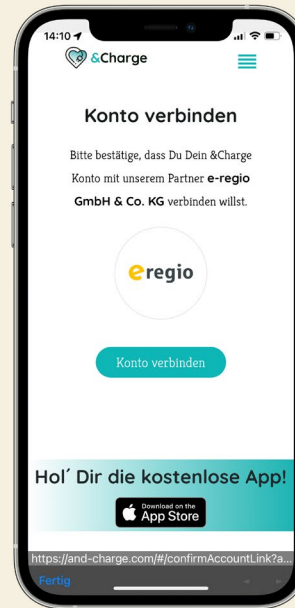 14:10
&Charge
Konto verbinden
Bitte bestätige, dass Du Dein &Charge
Konto mit unserem Partner e-regio
GmbH & Co. KG verbinden willst.
eregio
Konto verbinden
Hol´ Dir die kostenlose App!
Download on the
App Store
https://and-charge.com/#/confirmAccountLink?a...
Fertig